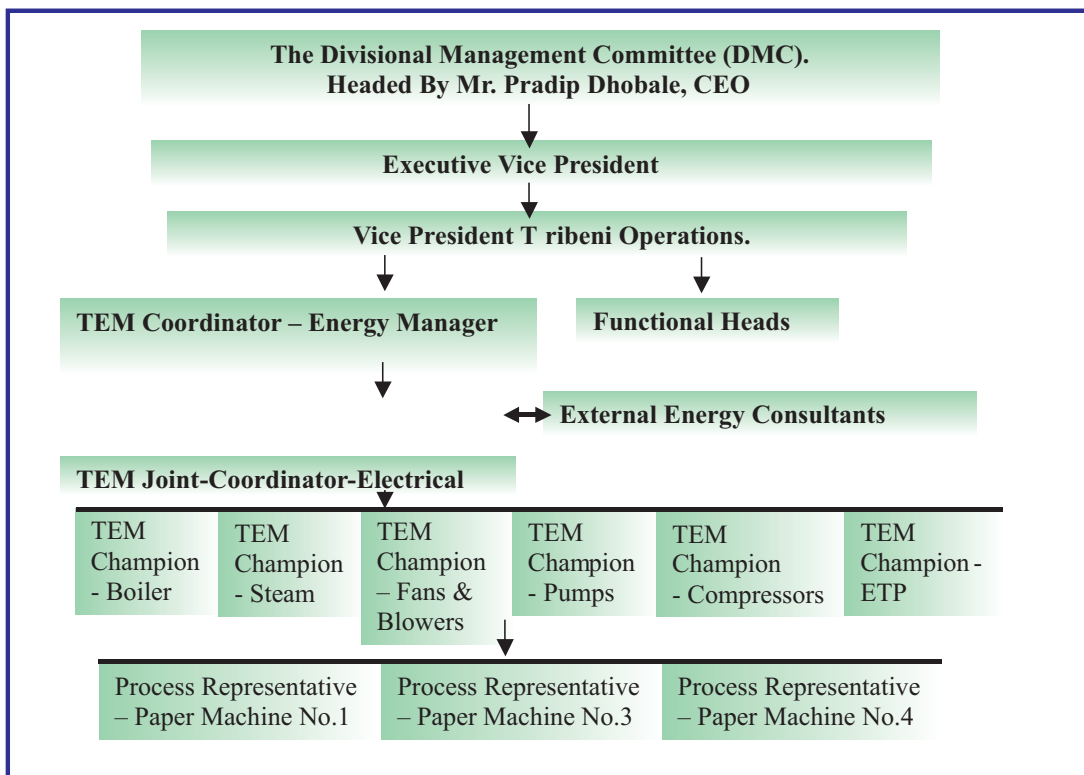 The Divisional Management Committee (DMC).
Headed By Mr. Pradip Dhobale, CEO
Executive Vice President
Vice President T ribeni Operations.
TEM Coordinator – Energy Manager
Functional Heads
External Energy Consultants
TEM Joint-Coordinator-Electrical
TEM
Champion
- Boiler
TEM
Champion
- Steam
TEM
Champion
– Fans &
Blowers
TEM
Champion
- Pumps
TEM
Champion
- Compressors
TEM
Champion -
ETP
Process Representative
– Paper Machine No.1
Process Representative
– Paper Machine No.3
Process Representative
– Paper Machine No.4